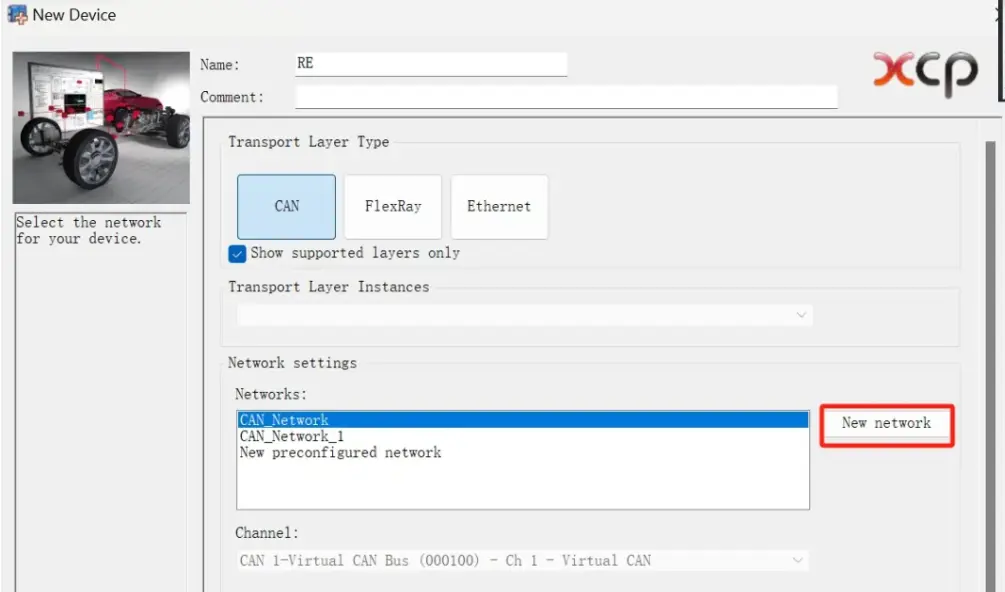 New Device
Name:
RE
Comment:
xcp
Transport Layer Type
CAN
FlexRay
Ethernet
Select the network
for your device.
Show supported layers only
Transport Layer Instances
Network settings
Networks:
CAN_Network
CAN_Network_1
New preconfigured network
New network
Channel:
CAN 1-Virtual CAN Bus (000100) - Ch 1 - Virtual CAN